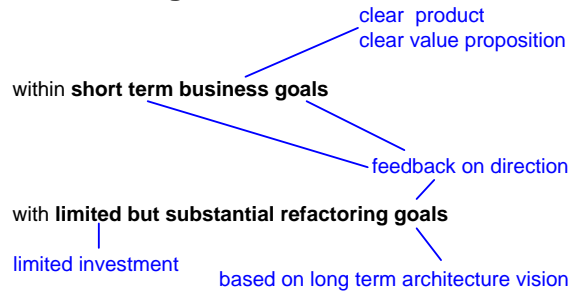 clear product
clear value proposition
within short term business goals
feedback on direction
with limited but substantial refactoring goals
limited investment
based on long term architecture vision